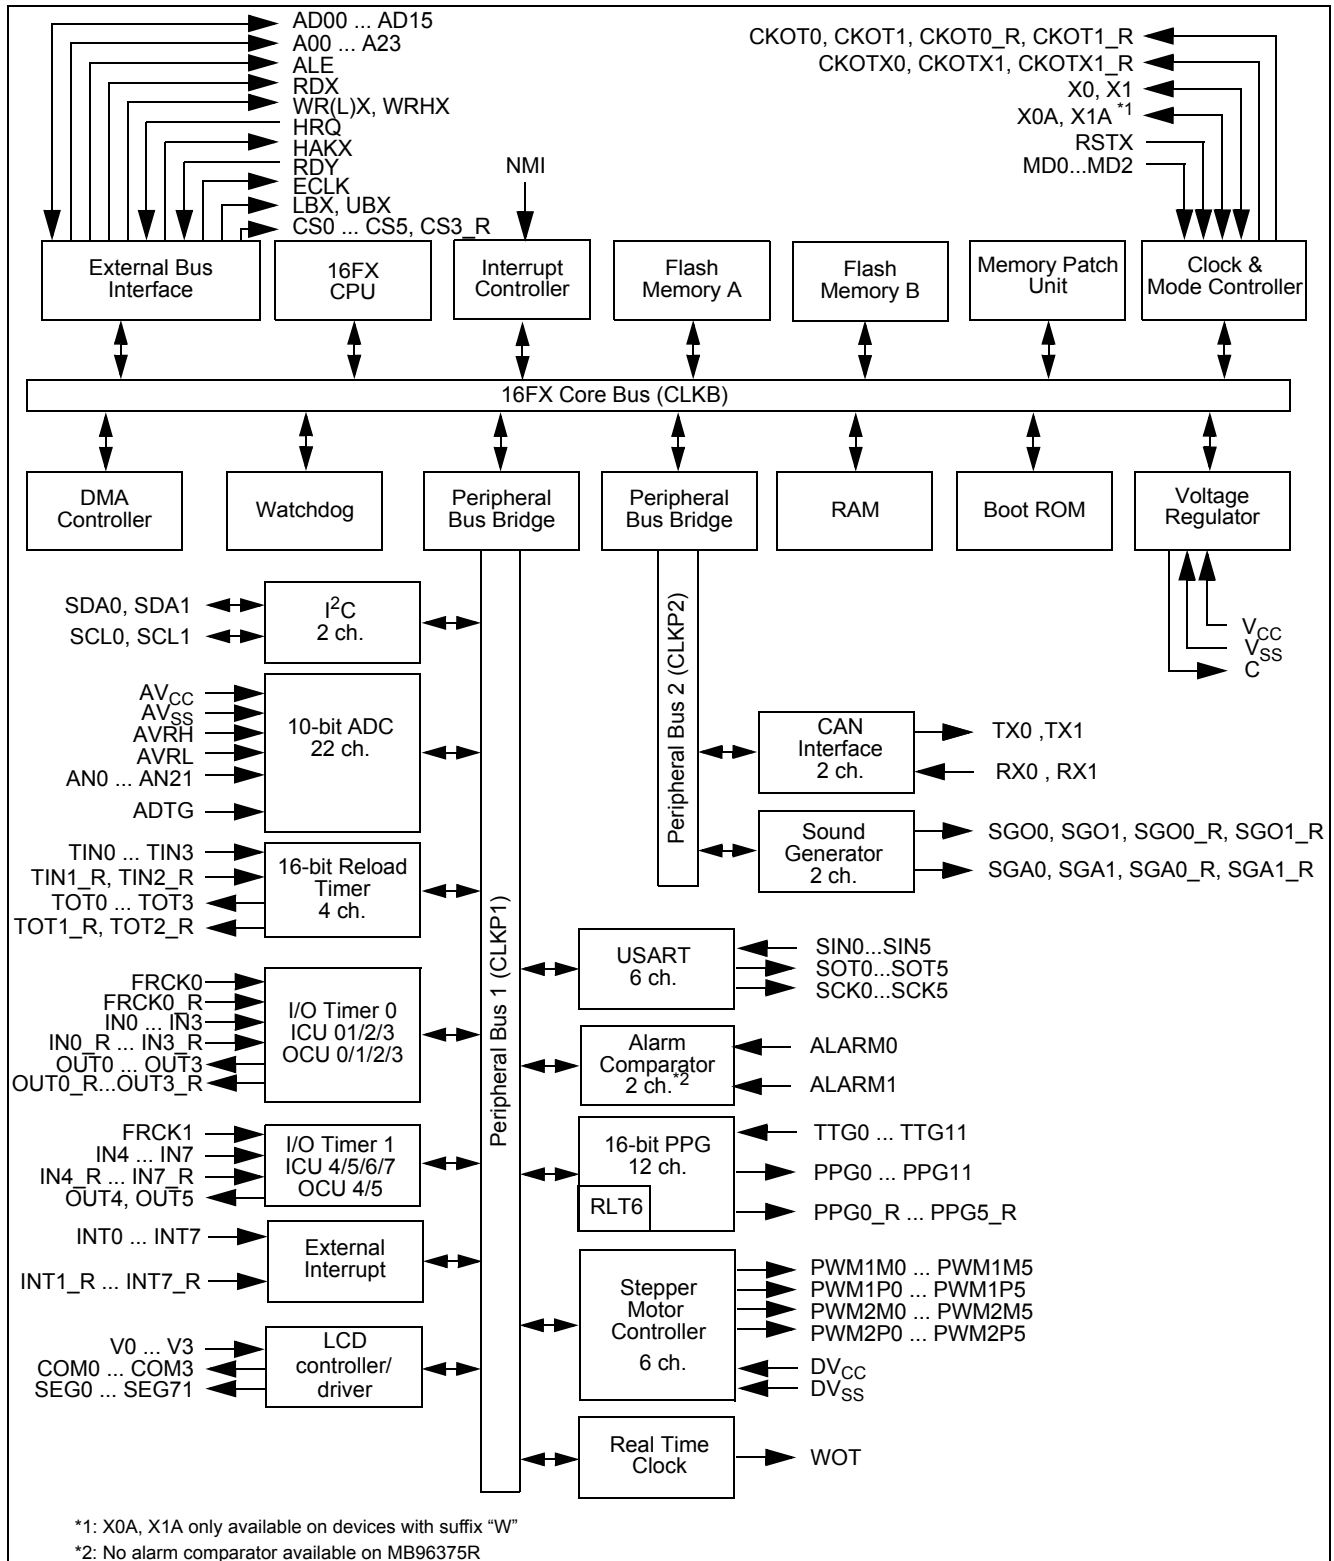 AD00 ... AD15
A00 ... A23
ALE
RDX
WR(L)X, WRHX
HRQ
HAKX
RDY
ECLK
LBX, UBX
CS0 ... CS5, CS3_R
NMI
CKOT0, CKOT1, CKOT0_R, CKOT1_R
CKOTX0, CKOTX1, CKOTX1_R
X0, X1
X0A, X1A *1
RSTX
MD0...MD2
External Bus
Interface
16FX
CPU
Interrupt
Controller
Flash
Memory A
Flash
Memory B
Memory Patch
Unit
Clock &
Mode Controller
16FX Core Bus (CLKB)
DMA
Controller
Watchdog
Peripheral
Bus Bridge
Peripheral
Bus Bridge
RAM
Boot ROM
Voltage
Regulator
VCC
VSS
C
Peripheral Bus 1 (CLKP1)
Peripheral Bus 2 (CLKP2)
SDA0, SDA1
SCL0, SCL1
I2C
2 ch.
AVCC
AVSS
AVRH
AVRL
AN0 ... AN21
ADTG
10-bit ADC
22 ch.
TIN0 ... TIN3
TIN1_R, TIN2_R
TOT0 ... TOT3
TOT1_R, TOT2_R
16-bit Reload
Timer
4 ch.
FRCK0
FRCK0_R
IN0 ... IN3
IN0_R ... IN3_R
OUT0 ... OUT3
OUT0_R...OUT3_R
I/O Timer 0
ICU 01/2/3
OCU 0/1/2/3
FRCK1
IN4 ... IN7
IN4_R ... IN7_R
OUT4, OUT5
I/O Timer 1
ICU 4/5/6/7
OCU 4/5
INT0 ... INT7
INT1_R ... INT7_R
External
Interrupt
V0 ... V3
COM0 ... COM3
SEG0 ... SEG71
LCD
controller/
driver
CAN
Interface
2 ch.
TX0 ,TX1
RX0 , RX1
Sound
Generator
2 ch.
SGO0, SGO1, SGO0_R, SGO1_R
SGA0, SGA1, SGA0_R, SGA1_R
USART
6 ch.
SIN0...SIN5
SOT0...SOT5
SCK0...SCK5
Alarm
Comparator
2 ch.*2
ALARM0
ALARM1
16-bit PPG
12 ch.
RLT6
TTG0 ... TTG11
PPG0 ... PPG11
PPG0_R ... PPG5_R
Stepper
Motor
Controller
6 ch.
PWM1M0 ... PWM1M5
PWM1P0 ... PWM1P5
PWM2M0 ... PWM2M5
PWM2P0 ... PWM2P5
DVCC
DVSS
Real Time
Clock
WOT
*1: X0A, X1A only available on devices with suffix “W”
*2: No alarm comparator available on MB96375R